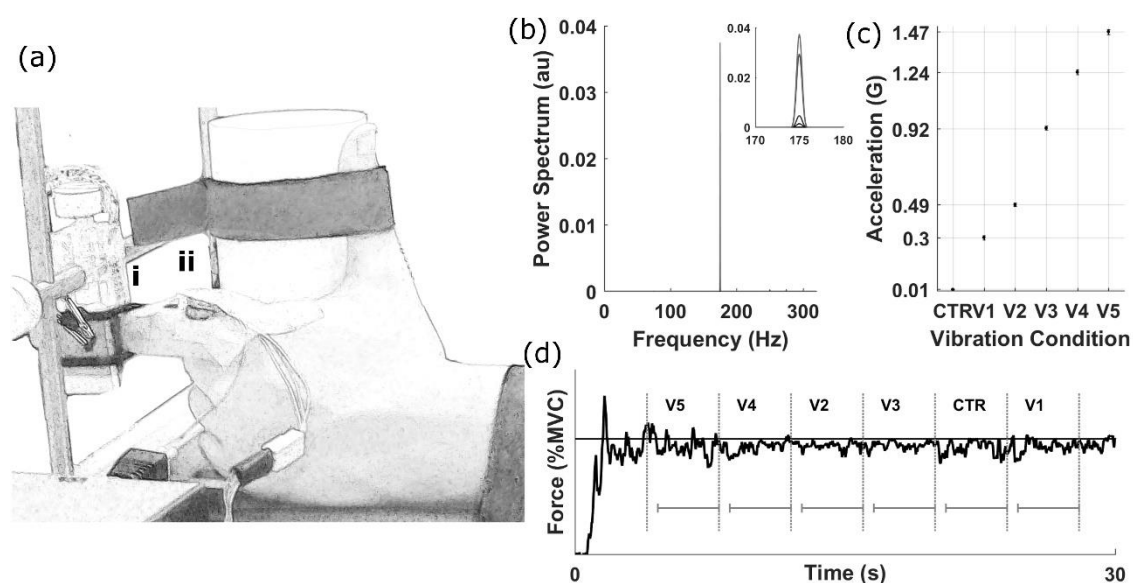 (a)
i
ii
(b)
Power Spectrum (au)
0.04
0.03
0.02
0.01
0
0 100 200 300
Frequency (Hz)
0.04
0.02
0
170 175 180
(c)
Acceleration (G)
1.47
1.24
0.92
0.49
0.3
0.01
CTR V1 V2 V3 V4 V5
Vibration Condition
(d)
Force (%MVC)
V5 V4 V2 V3 CTR V1
0 30
Time (s)